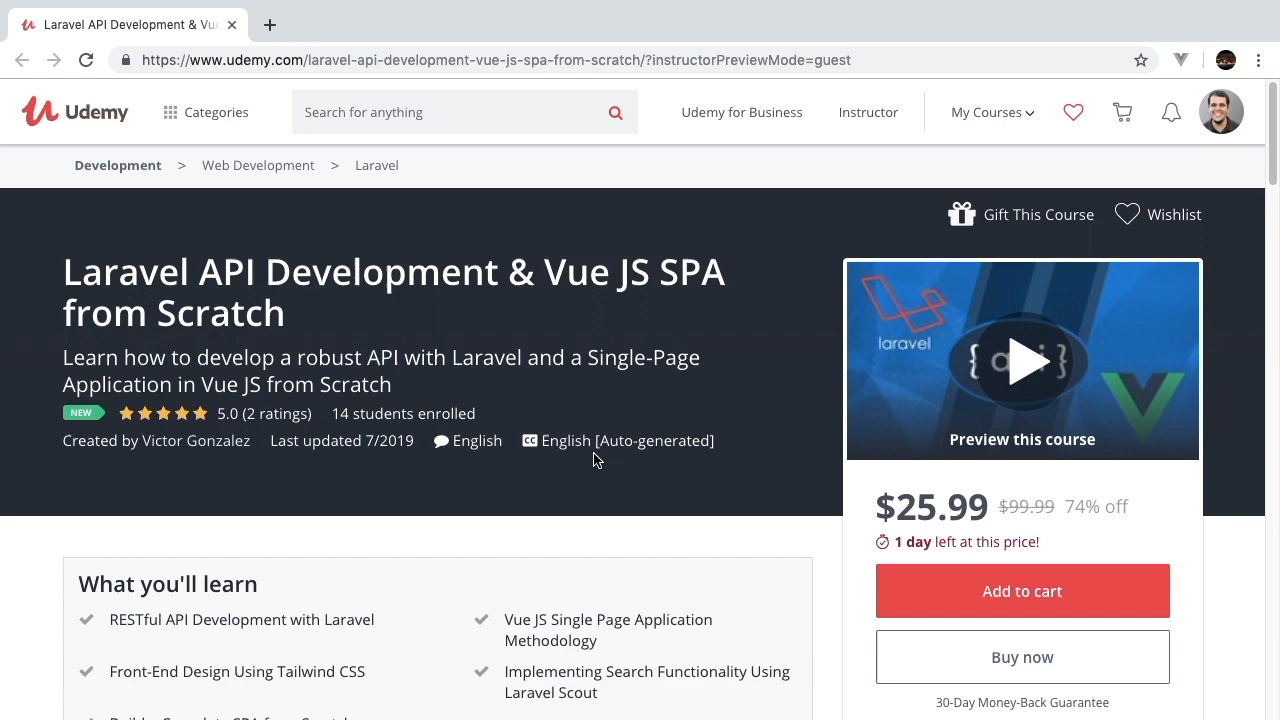 Laravel API Development & Vue
https://www.udemy.com/laravel-api-development-vue-js-spa-from-scratch/?instructorPreviewMode=guest
Udemy
Categories
Search for anything
Udemy for Business
Instructor
My Courses
Development > Web Development > Laravel
Gift This Course
Wishlist
Laravel API Development & Vue JS SPA
from Scratch
Learn how to develop a robust API with Laravel and a Single-Page
Application in Vue JS from Scratch
NEW 5.0 (2 ratings) 14 students enrolled
Created by Victor Gonzalez Last updated 7/2019 English CC English [Auto-generated]
laravel
Preview this course
$25.99 $99.99 74% off
1 day left at this price!
Add to cart
Buy now
30-Day Money-Back Guarantee
What you'll learn
RESTful API Development with Laravel
Vue JS Single Page Application
Methodology
Front-End Design Using Tailwind CSS
Implementing Search Functionality Using
Laravel Scout